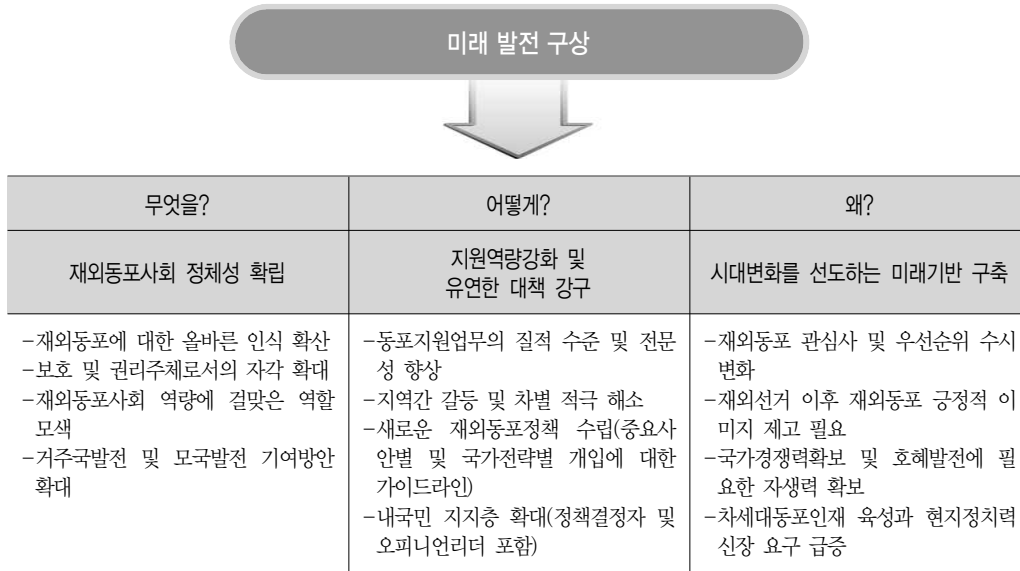 미래 발전 구상
무엇을?
어떻게?
왜?
재외동포사회 정체성 확립
지원역량강화 및
유연한 대책 강구
시대변화를 선도하는 미래기반 구축
-재외동포에 대한 올바른 인식 확산
-보호 및 권리주체로서의 자각 확대
-재외동포사회 역량에 걸맞은 역할
모색
-거주국발전 및 모국발전 기여방안
확대
-동포지원업무의 질적 수준 및 전문
성 향상
-지역간 갈등 및 차별 적극 해소
-새로운 재외동포정책 수립(중요사
안별 및 국가전략별 개입에 대한
가이드라인)
-내국민 지지층 확대(정책결정자 및
오피니언리더 포함)
-재외동포 관심사 및 우선순위 수시
변화
-재외선거 이후 재외동포 긍정적 이
미지 제고 필요
-국가경쟁력확보 및 호혜발전에 필
요한 자생력 확보
-차세대동포인재 육성과 현지정치력
신장 요구 급증